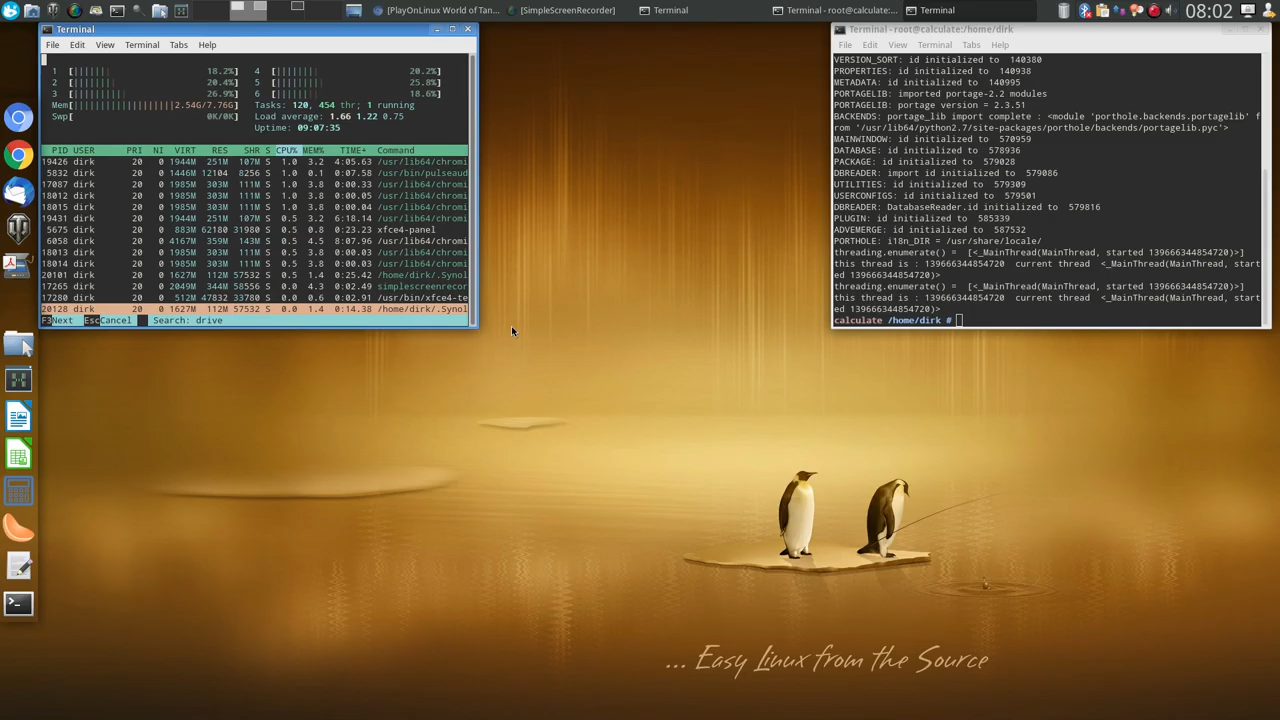 [PlayOnLinux World of Tan...
[SimpleScreenRecorder]
Terminal
Terminal - root@calculate:...
Terminal
08:02
Terminal
File Edit View Terminal Tabs Help
1 [|||||| 18.2%] 4 [|||||||| 20.2%]
2 [||||||| 20.4%] 5 [||||||||| 25.8%]
3 [||||||||| 26.9%] 6 [||||||| 18.6%]
Mem[||||||||||||||||||||2.54G/7.76G] Tasks: 120, 454 thr; 1 running
Swp[ 0K/0K] Load average: 1.66 1.22 0.75
Uptime: 09:07:35
PID USER PRI NI VIRT RES SHR S CPU% MEM% TIME+ Command
19426 dirk 20 0 1944M 251M 107M S 1.0 3.2 4:05.63 /usr/lib64/chromi
5832 dirk 20 0 1446M 12104 8256 S 1.0 0.1 0:07.58 /usr/bin/pulseaud
17087 dirk 20 0 1985M 303M 111M S 1.0 3.8 0:00.33 /usr/lib64/chromi
18012 dirk 20 0 1985M 303M 111M S 1.0 3.8 0:00.05 /usr/lib64/chromi
18015 dirk 20 0 1985M 303M 111M S 1.0 3.8 0:00.04 /usr/lib64/chromi
19431 dirk 20 0 1944M 251M 107M S 0.5 3.2 6:18.14 /usr/lib64/chromi
5675 dirk 20 0 883M 62180 31980 S 0.5 0.8 0:42.32 xfce4-panel
6058 dirk 20 0 4167M 359M 143M S 0.5 4.5 8:07.96 /usr/lib64/chromi
18013 dirk 20 0 1985M 303M 111M S 0.5 3.8 0:00.03 /usr/lib64/chromi
18014 dirk 20 0 1985M 303M 111M S 0.5 3.8 0:00.03 /usr/lib64/chromi
20101 dirk 20 0 1627M 112M 57532 S 0.5 1.4 0:25.42 /home/dirk/.Synol
17265 dirk 20 0 2049M 344M 58556 S 0.0 4.3 0:02.49 simplescreenrecor
17280 dirk 20 0 512M 47832 33780 S 0.0 0.6 0:02.91 /usr/bin/xfce4-te
20128 dirk 20 0 1627M 112M 57532 S 0.0 1.4 0:14.38 /home/dirk/.Synol
F3Next EscCancel Search: drive
Terminal - root@calculate:/home/dirk
File Edit View Terminal Tabs Help
VERSION_SORT: id initialized to 140380
PROPERTIES: id initialized to 140938
METADATA: id initialized to 140995
PORTAGELIB: imported portage-2.2 modules
PORTAGELIB: portage version = 2.3.51
BACKENDS: portage_lib import complete : <module 'porthole.backends.portagelib' f
rom '/usr/lib64/python2.7/site-packages/porthole/backends/portagelib.pyc'>
MAINWINDOW: id initialized to 570959
DATABASE: id initialized to 578936
PACKAGE: id initialized to 579028
DBREADER: import id initialized to 579086
UTILITIES: id initialized to 579309
USERCONFIGS: id initialized to 579501
DBREADER: DatabaseReader.id initialized to 579816
PLUGIN: id initialized to 585339
ADVEMERGE: id initialized to 587523
PORTHOLE: i18n_DIR = /usr/share/locale/
threading.enumerate() = [<_MainThread(MainThread, started 139666344854720)>]
this thread is : 139666344854720 current thread <_MainThread(MainThread, start
ed 139666344854720)>
threading.enumerate() = [<_MainThread(MainThread, started 139666344854720)>]
this thread is : 139666344854720 current thread <_MainThread(MainThread, start
ed 139666344854720)>
calculate /home/dirk #
... Easy Linux from the Source